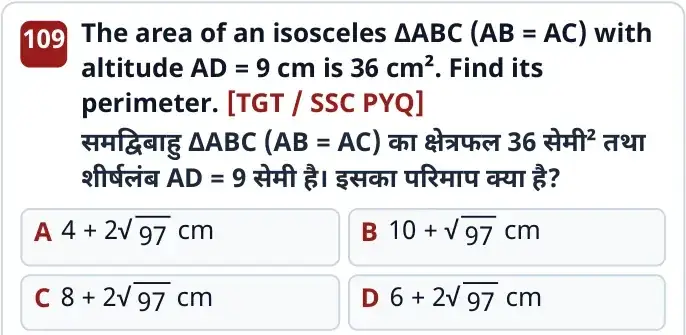 109 The area of an isosceles ΔABC (AB = AC) with
altitude AD = 9 cm is 36 cm². Find its
perimeter. [TGT / SSC PYQ]
समद्विबाहु ΔABC (AB = AC) का क्षेत्रफल 36 सेमी² तथा
शीर्षलंब AD = 9 सेमी है। इसका परिमाप क्या है?
A 4 + 2√97 cm
B 10 + √97 cm
C 8 + 2√97 cm
D 6 + 2√97 cm